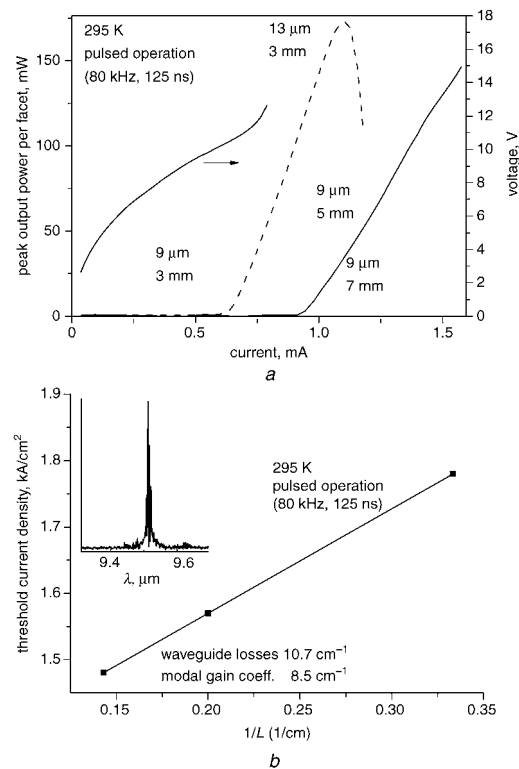 295 K
pulsed operation
(80 kHz, 125 ns)
13 μm
3 mm
9 μm
3 mm
9 μm
5 mm
9 μm
7 mm
peak output power per facet, mW
150
100
50
0
voltage, V
18
16
14
12
10
8
6
4
2
0
0
0.5
1.0
1.5
current, mA
a
threshold current density, kA/cm²
1.9
1.8
1.7
1.6
1.5
9.4
9.6
λ, μm
295 K
pulsed operation
(80 kHz, 125 ns)
waveguide losses 10.7 cm⁻¹
modal gain coeff. 8.5 cm⁻¹
0.15
0.20
0.25
0.30
0.35
1/L (1/cm)
b